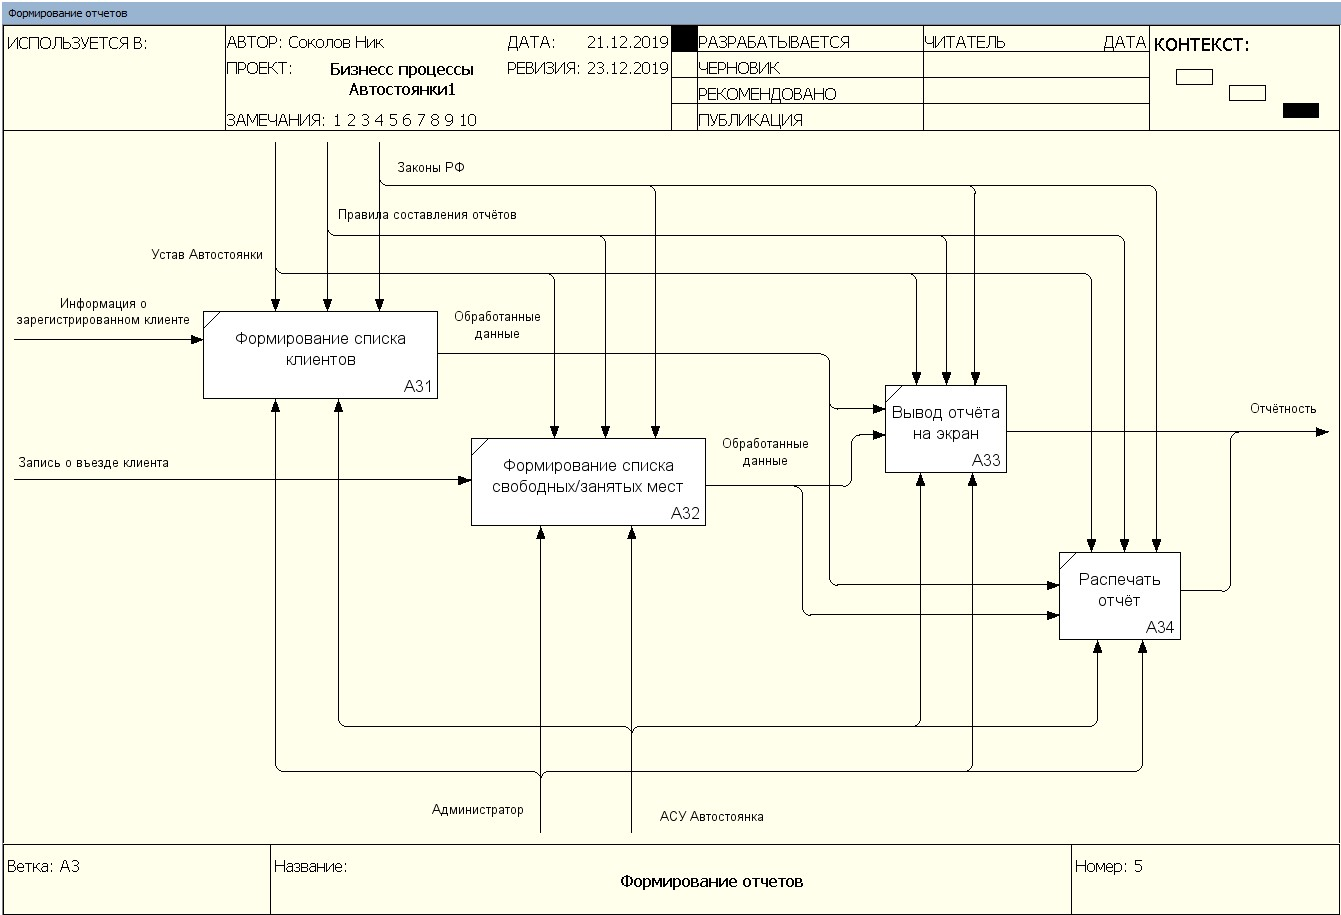 Формирование отчетов
ИСПОЛЬЗУЕТСЯ В:
АВТОР: Соколов Ник
ДАТА: 21.12.2019
РАЗРАБАТЫВАЕТСЯ
ЧИТАТЕЛЬ
ДАТА
КОНТЕКСТ:
ПРОЕКТ: Бизнесс процессы
Автостоянки1
РЕВИЗИЯ: 23.12.2019
ЧЕРНОВИК
РЕКОМЕНДОВАНО
ЗАМЕЧАНИЯ: 1 2 3 4 5 6 7 8 9 10
ПУБЛИКАЦИЯ
Законы РФ
Правила составления отчётов
Устав Автостоянки
Информация о
зарегистрированном клиенте
Формирование списка
клиентов
A31
Обработанные
данные
Вывод отчёта
на экран
A33
Отчётность
Запись о въезде клиента
Формирование списка
свободных/занятых мест
A32
Обработанные
данные
Распечать
отчёт
A34
Администратор
АСУ Автостоянка
Ветка: A3
Название:
Формирование отчетов
Номер: 5